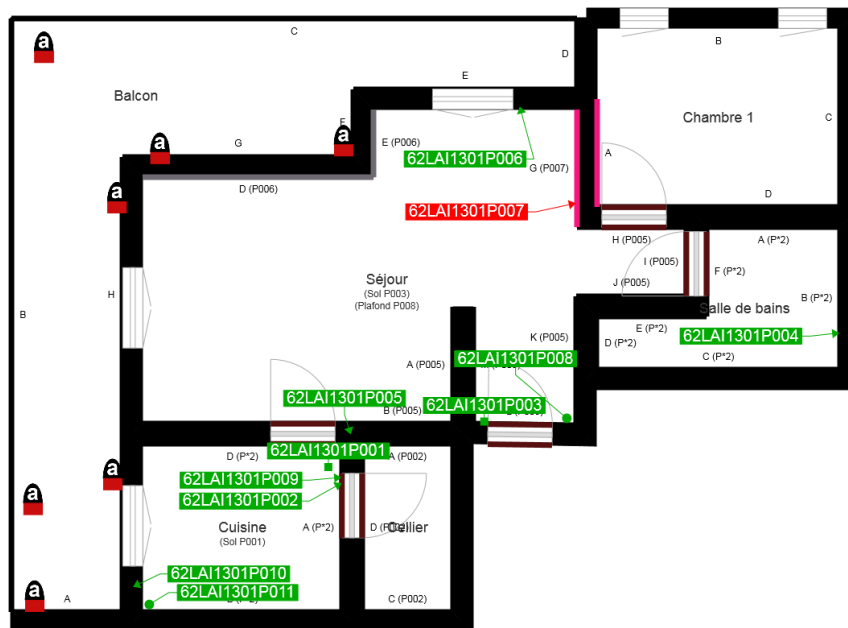 a
C
B
D
E
Balcon
C
Chambre 1
F
E (P006)
G
62LAI1301P006
A
G (P007)
D (P006)
D
a
a
a
62LAI1301P007
H (P005)
A (P*2)
I (P005)
F (P*2)
Séjour
J (P005)
(Sol P003)
(Plafond P008)
H
B (P*2)
B
Salle de bains
E (P*2)
62LAI1301P004
K (P005)
D (P*2)
C (P*2)
62LAI1301P008
A (P005)
62LAI1301P005
62LAI1301P003
B (P005)
62LAI1301P001
D (P*2)
A (P002)
a
62LAI1301P009
62LAI1301P002
a
Cuisine
(Sol P001)
A (P*2)
Cellier
62LAI1301P010
62LAI1301P011
a
A
C (P002)